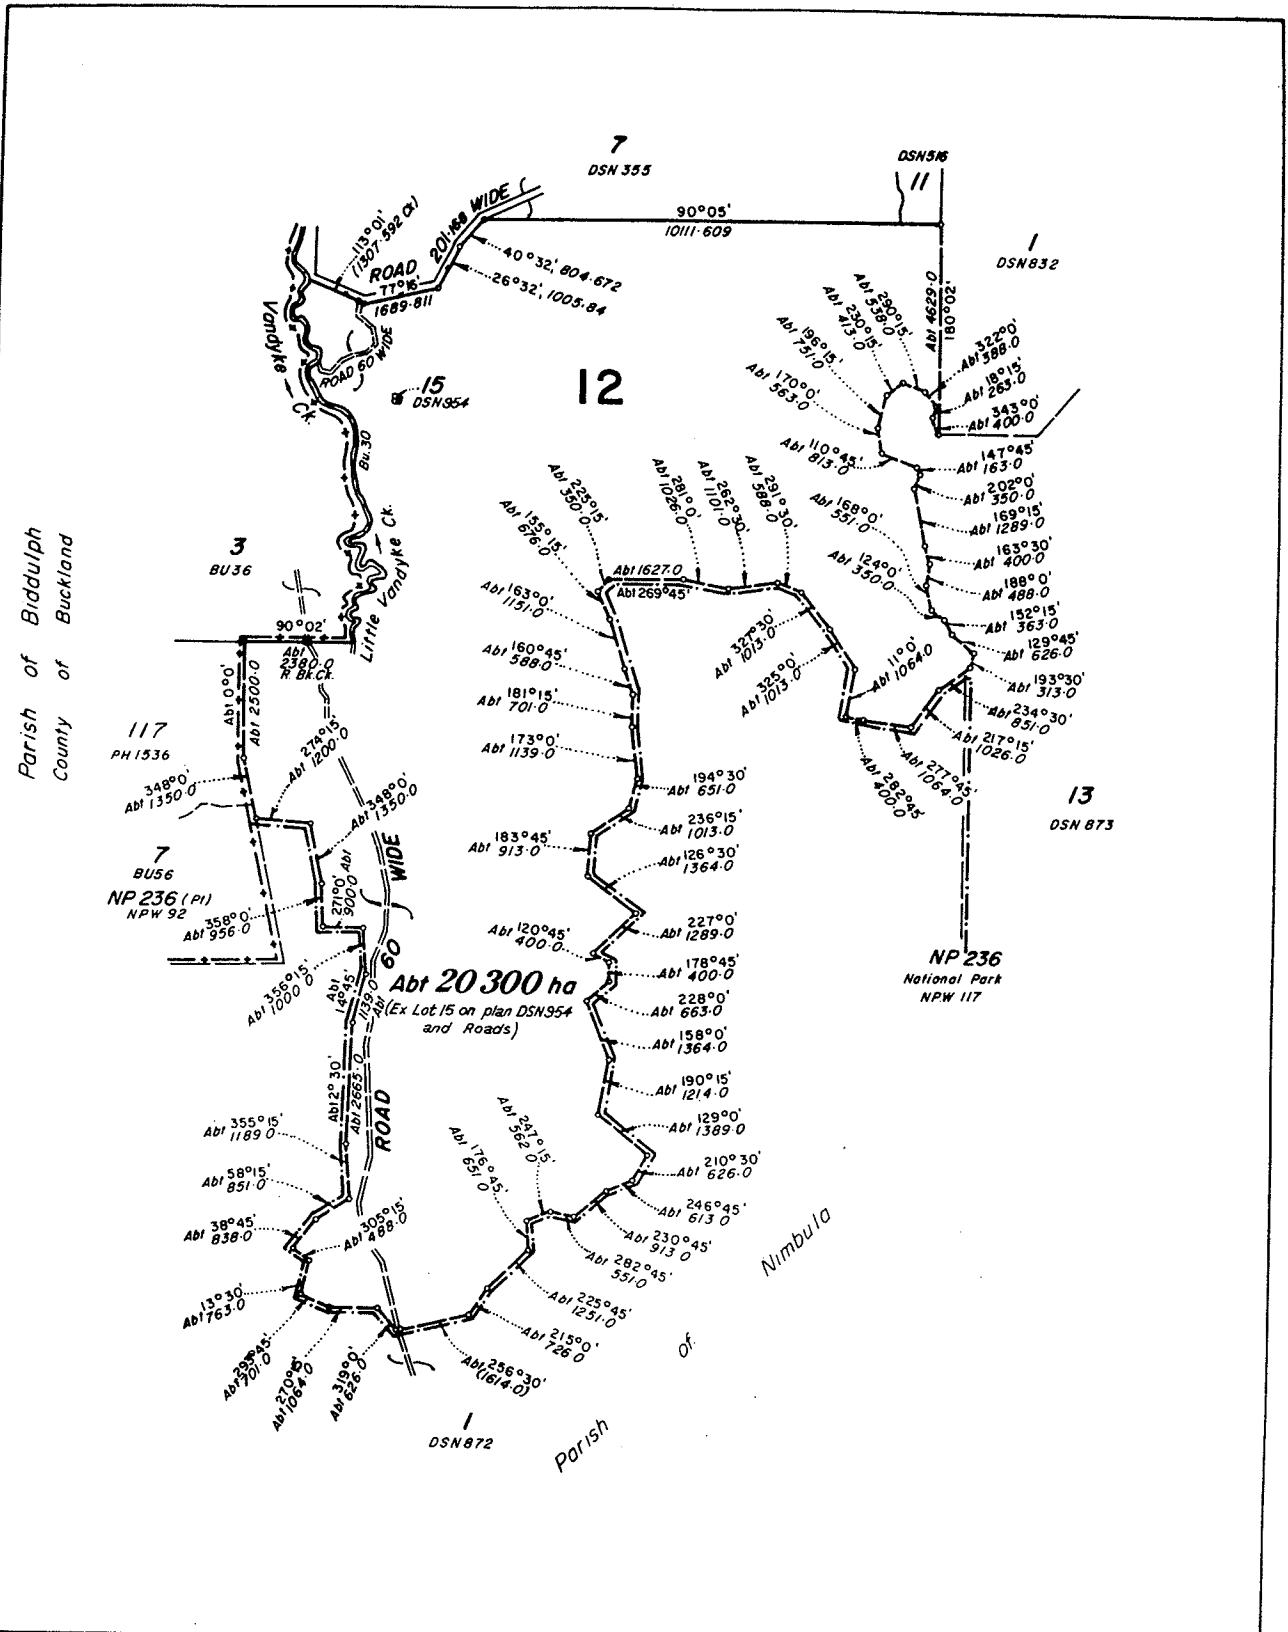 7
DSN 355
DSN516
11
1
DSN832
90°05'
10111·609
113°01'
(1307·592 a)
ROAD
201·168 WIDE
77°16'
1689·811
40°32', 804·672
26°32', 1005·84
ROAD 60 WIDE
Vandyke Ck.
15
DSN954
12
Bu.30
Little Vandyke Ck.
Abt 4629·0
180°02'
322°0'
Abt 388·0
18°15'
Abt 263·0
343°0'
Abt 400·0
290°15'
Abt 538·0
230°15'
Abt 413·0
196°15'
Abt 751·0
170°0'
Abt 563·0
110°45'
Abt 813·0
147°45'
Abt 163·0
202°0'
Abt 350·0
169°15'
Abt 1289·0
163°30'
Abt 400·0
188°0'
Abt 488·0
152°15'
Abt 363·0
129°45'
Abt 626·0
193°30'
Abt 313·0
234°30'
Abt 851·0
217°15'
Abt 1026·0
277°45'
Abt 1064·0
282°45'
Abt 400·0
168°0'
Abt 551·0
124°0'
Abt 350·0
11°0'
Abt 1064·0
325°0'
Abt 1013·0
327°30'
Abt 1013·0
291°30'
Abt 588·0
262°30'
Abt 1101·0
281°0'
Abt 1026·0
Abt 1627·0
Abt 269°45'
225°15'
Abt 350·0
155°15'
Abt 676·0
163°0'
Abt 1151·0
160°45'
Abt 588·0
181°15'
Abt 701·0
173°0'
Abt 1139·0
194°30'
Abt 651·0
236°15'
Abt 1013·0
183°45'
Abt 913·0
126°30'
Abt 1364·0
227°0'
Abt 1289·0
120°45'
Abt 400·0
178°45'
Abt 400·0
228°0'
Abt 663·0
158°0'
Abt 1364·0
190°15'
Abt 1214·0
129°0'
Abt 1389·0
210°30'
Abt 626·0
246°45'
Abt 613·0
230°45'
Abt 913·0
282°45'
Abt 551·0
247°15'
Abt 562·0
176°45'
Abt 651·0
225°45'
Abt 1251·0
215°0'
Abt 726·0
256°30'
Abt (1614·0)
319°0'
Abt 626·0
270°15'
Abt 1064·0
Abt 701·0
13°30'
Abt 763·0
305°15'
Abt 488·0
38°45'
Abt 838·0
58°15'
Abt 851·0
355°15'
Abt 1189·0
Abt 2°30'
Abt 2665·0
Abt 14°45'
Abt 1139·0
356°15'
Abt 1000·0
271°0'
Abt 900·0
358°0'
Abt 956·0
348°0'
Abt 1350·0
274°15'
Abt 1200·0
348°0'
Abt 1350·0
Abt 0°0'
Abt 2500·0
90°02'
Abt
2380·0
R. Bk. Ck.
3
BU36
117
PH 1536
7
BU56
NP 236 (Pt)
NPW 92
ROAD 60 WIDE
Abt 20 300 ha
(Ex Lot 15 on plan DSN954
and Roads)
13
DSN 873
NP 236
National Park
NPW 117
1
DSN872
Parish of Nimbula
Parish of Biddulph
County of Buckland